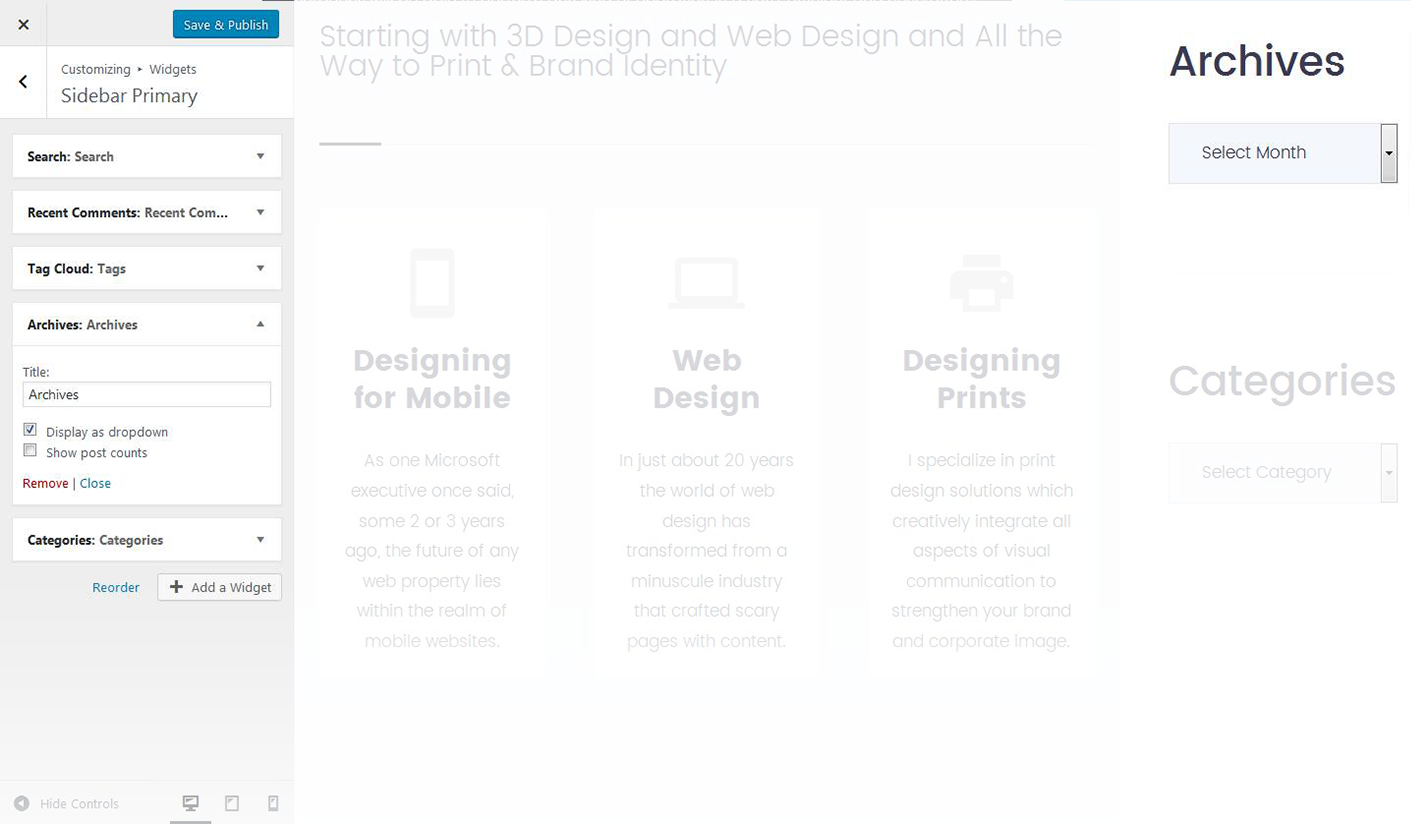 Save & Publish
Customizing ▸ Widgets
Sidebar Primary
Search: Search
Recent Comments: Recent Com...
Tag Cloud: Tags
Archives: Archives
Title:
Archives
Display as dropdown
Show post counts
Remove | Close
Categories: Categories
Reorder
Add a Widget
Hide Controls
Starting with 3D Design and Web Design and All the
Way to Print & Brand Identity
Designing
for Mobile
As one Microsoft
executive once said,
some 2 or 3 years
ago, the future of any
web property lies
within the realm of
mobile websites.
Web
Design
In just about 20 years
the world of web
design has
transformed from a
minuscule industry
that crafted scary
pages with content.
Designing
Prints
I specialize in print
design solutions which
creatively integrate all
aspects of visual
communication to
strengthen your brand
and corporate image.
Archives
Select Month
Categories
Select Category